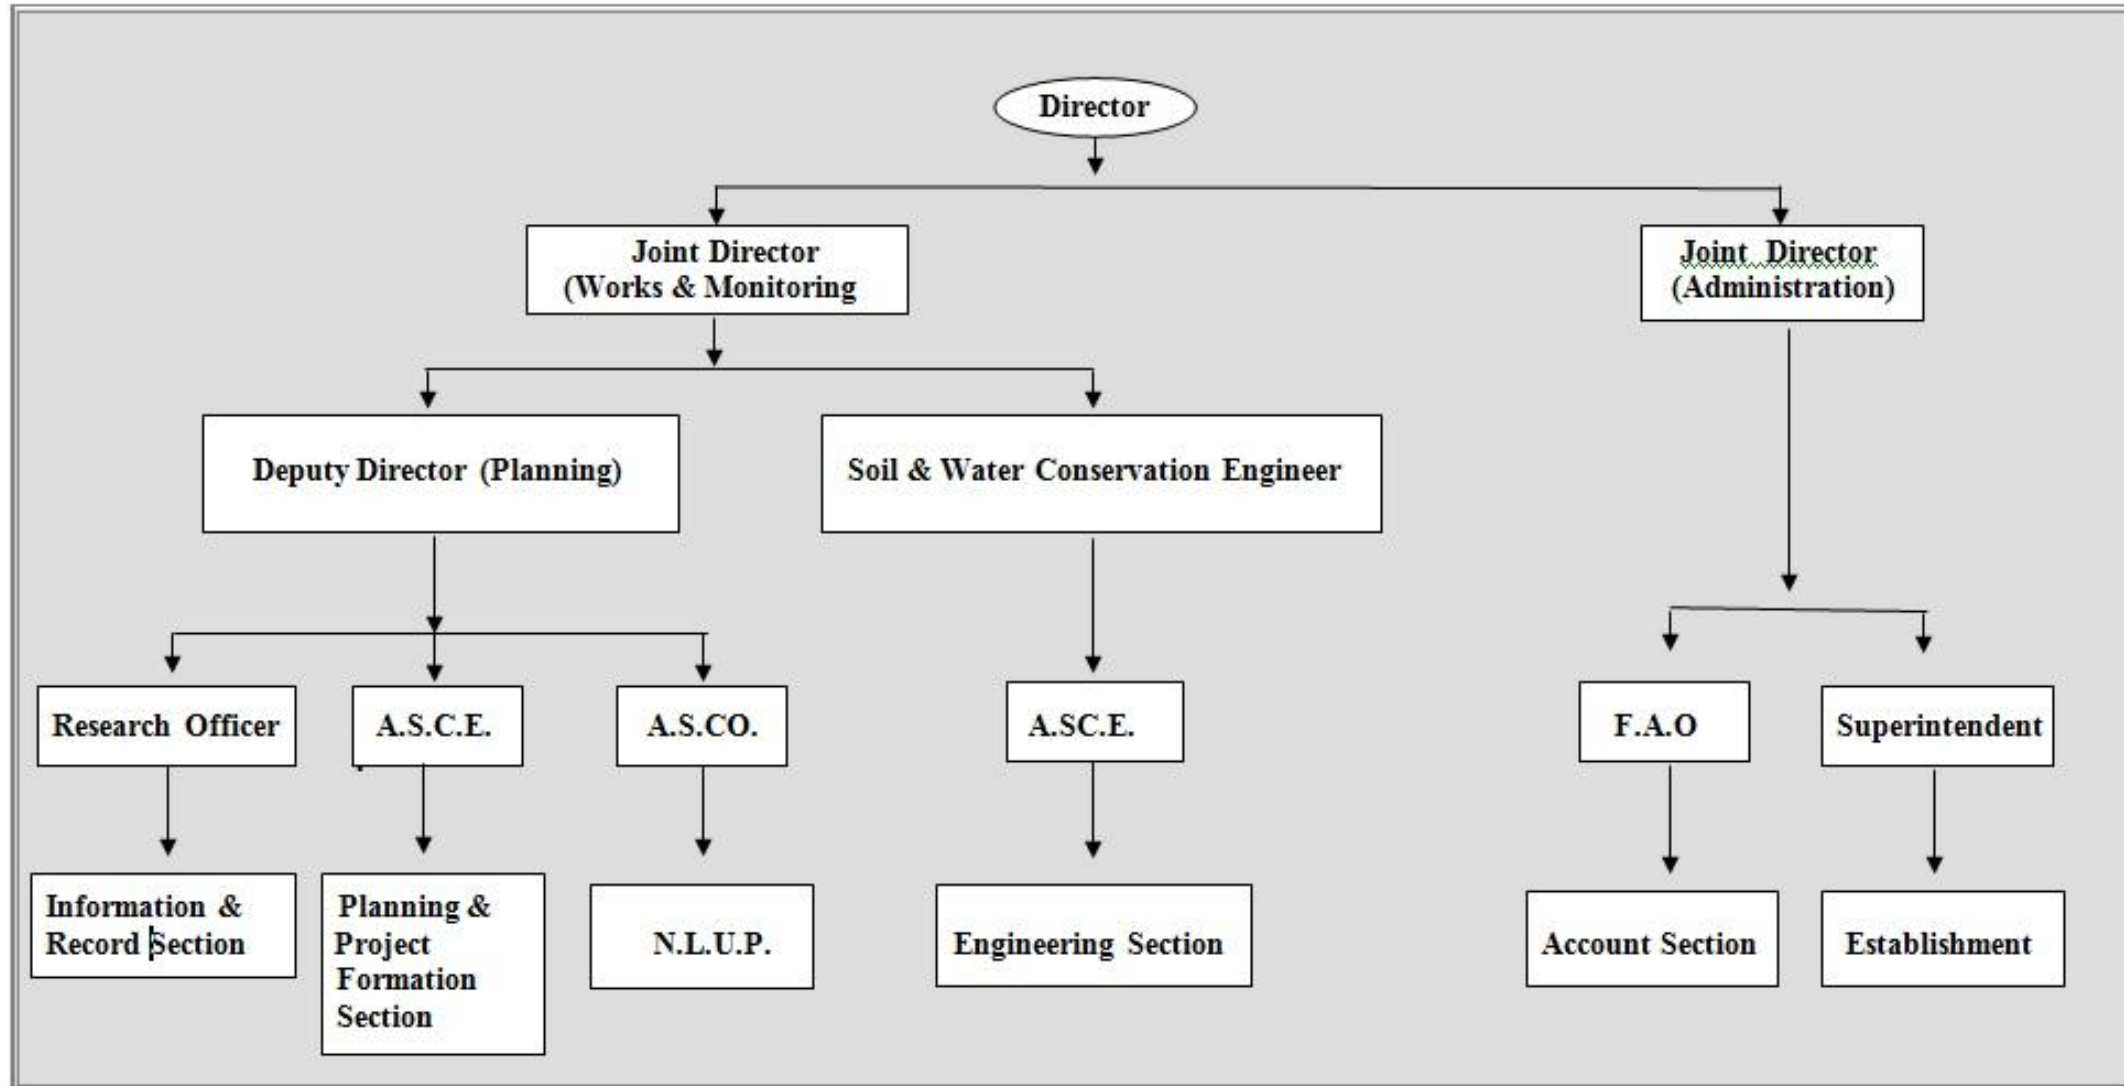 Director
Joint Director
(Works & Monitoring
Joint Director
(Administration)
Deputy Director (Planning)
Soil & Water Conservation Engineer
Research Officer
A.S.C.E.
A.S.CO.
A.SC.E.
F.A.O
Superintendent
Information &
Record Section
Planning &
Project
Formation
Section
N.L.U.P.
Engineering Section
Account Section
Establishment